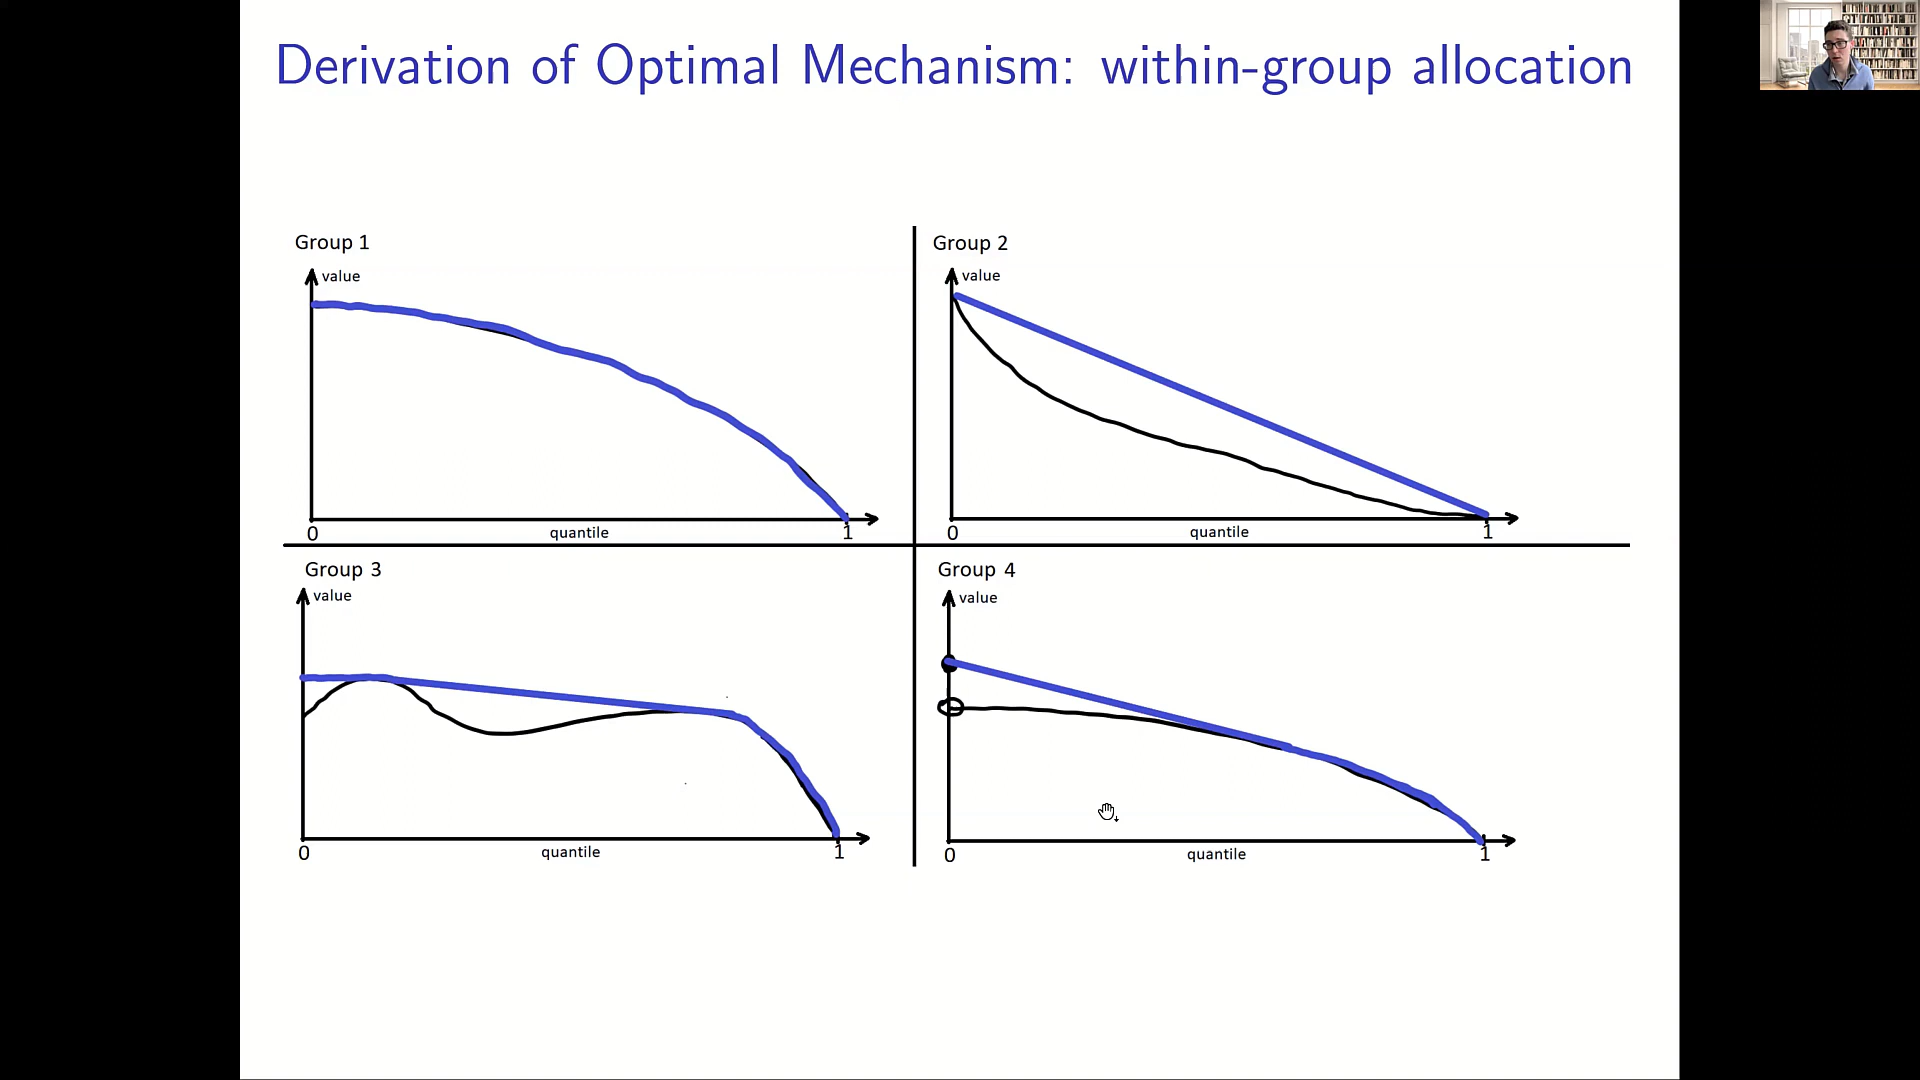 Derivation of Optimal Mechanism: within-group allocation
Group 1
value
0
quantile
1
Group 2
value
0
quantile
1
Group 3
value
0
quantile
1
Group 4
value
0
quantile
1